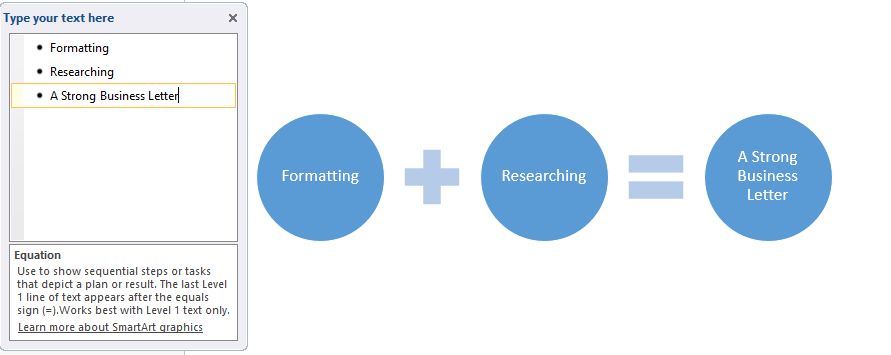 Type your text here
Formatting
Researching
A Strong Business Letter
Equation
Use to show sequential steps or tasks
that depict a plan or result. The last Level
1 line of text appears after the equals
sign (=).Works best with Level 1 text only.
Learn more about SmartArt graphics
Formatting
Researching
A Strong
Business
Letter